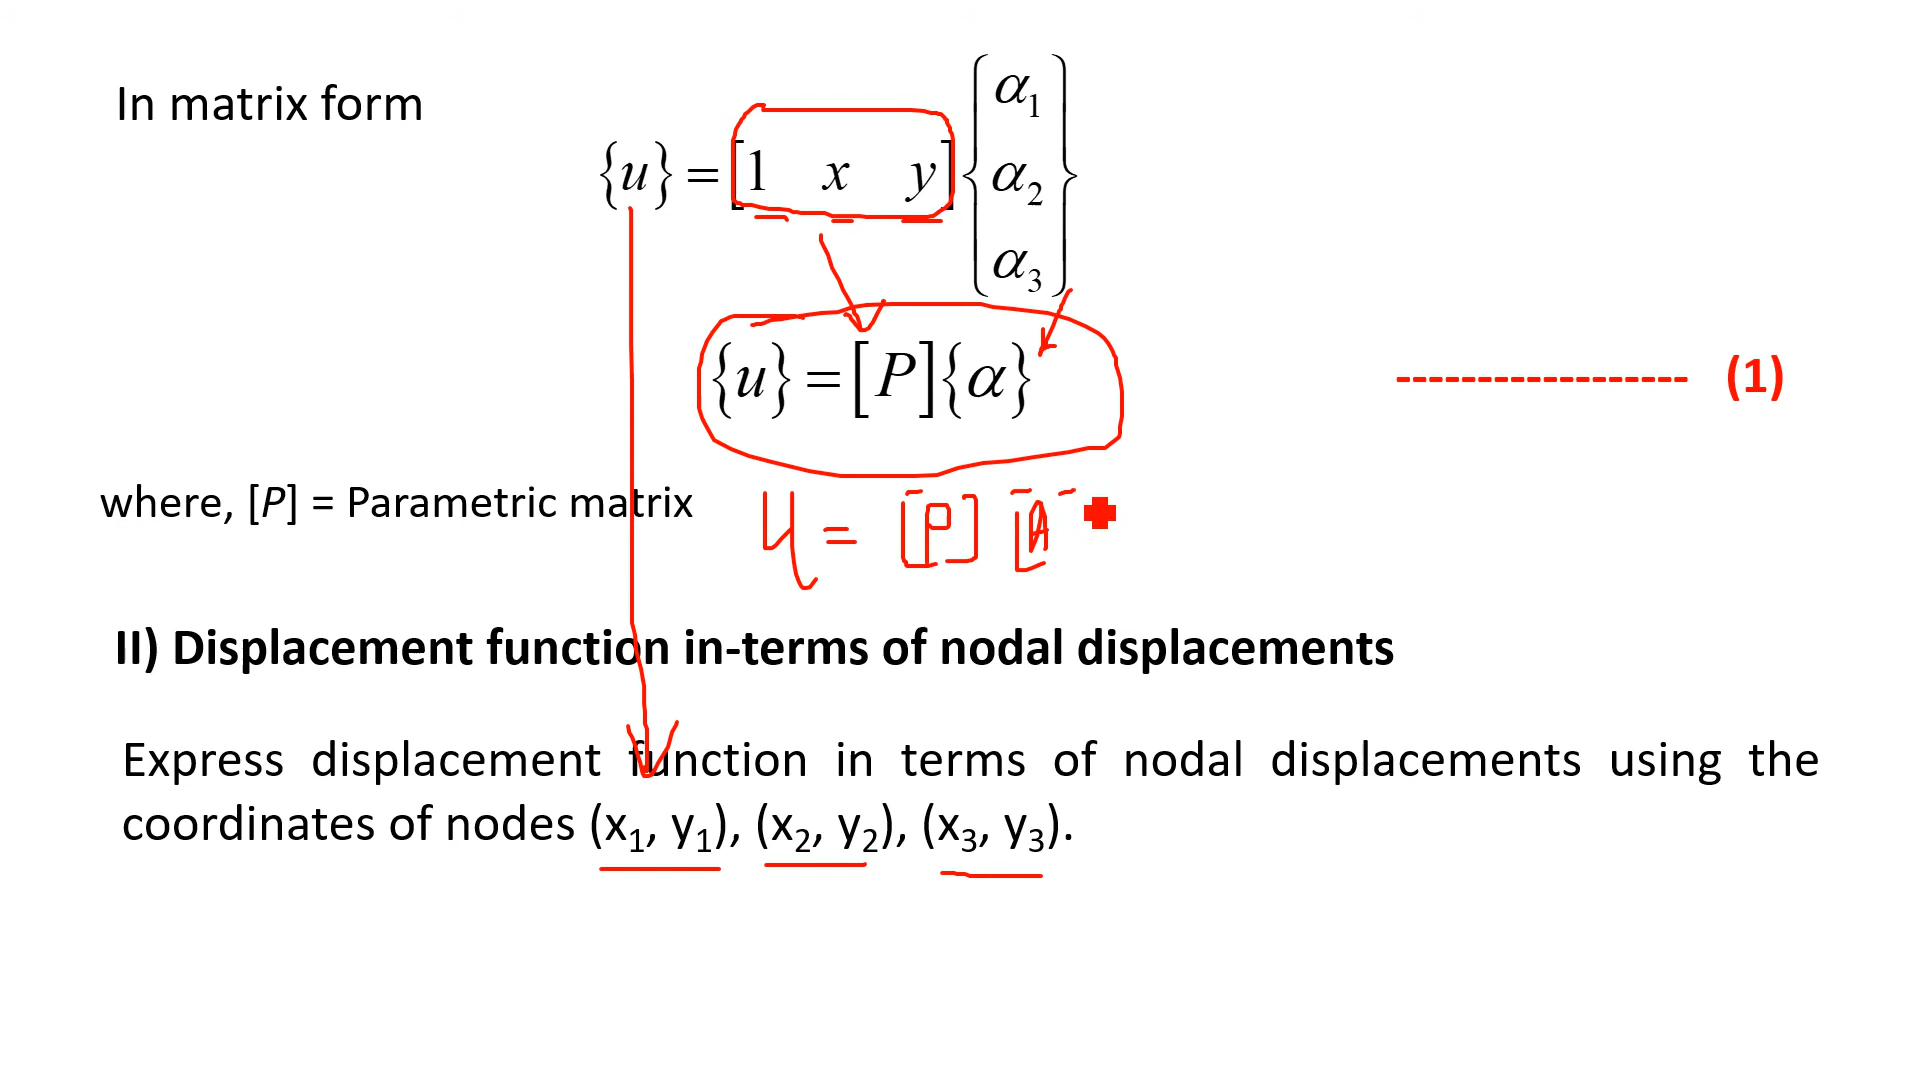 In matrix form
{u} = [1 x y] {α₁ α₂ α₃}
{u} = [P]{α} ------------------ (1)
where, [P] = Parametric matrix
u = [P] [A
II) Displacement function in-terms of nodal displacements
Express displacement function in terms of nodal displacements using the
coordinates of nodes (x₁, y₁), (x₂, y₂), (x₃, y₃).